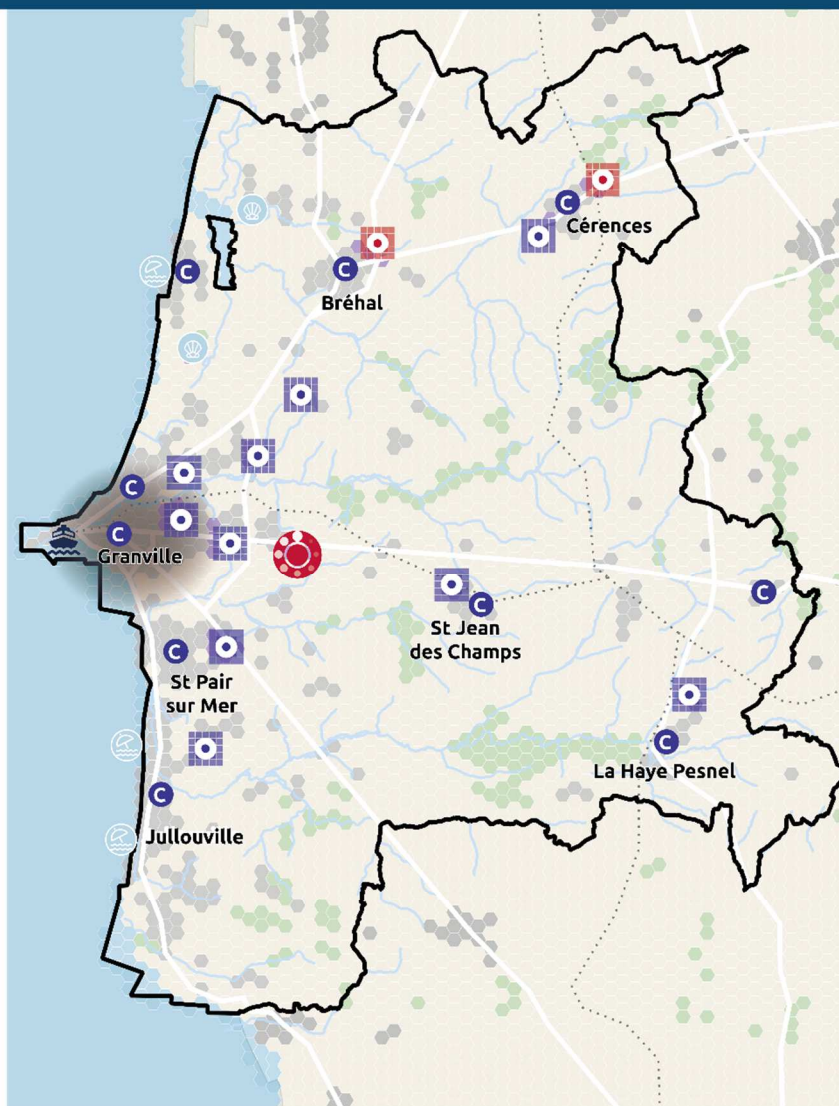 C
Cérences
C
C
Bréhal
C
C
Granville
C
C
St Jean
des Champs
C
St Pair
sur Mer
C
La Haye Pesnel
C
Jullouville